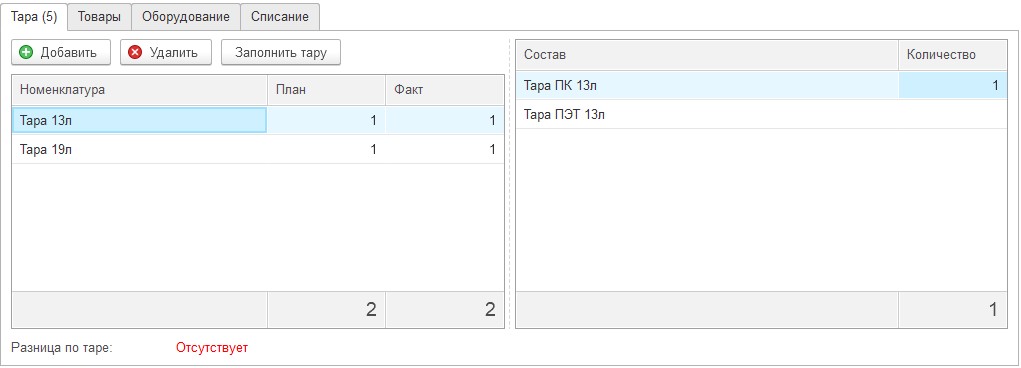 Тара (5) Товары Оборудование Списание
Добавить Удалить Заполнить тару
Номенклатура План Факт
Тара 13л 1 1
Тара 19л 1 1
2 2
Состав Количество
Тара ПК 13л 1
Тара ПЭТ 13л
1
Разница по таре: Отсутствует